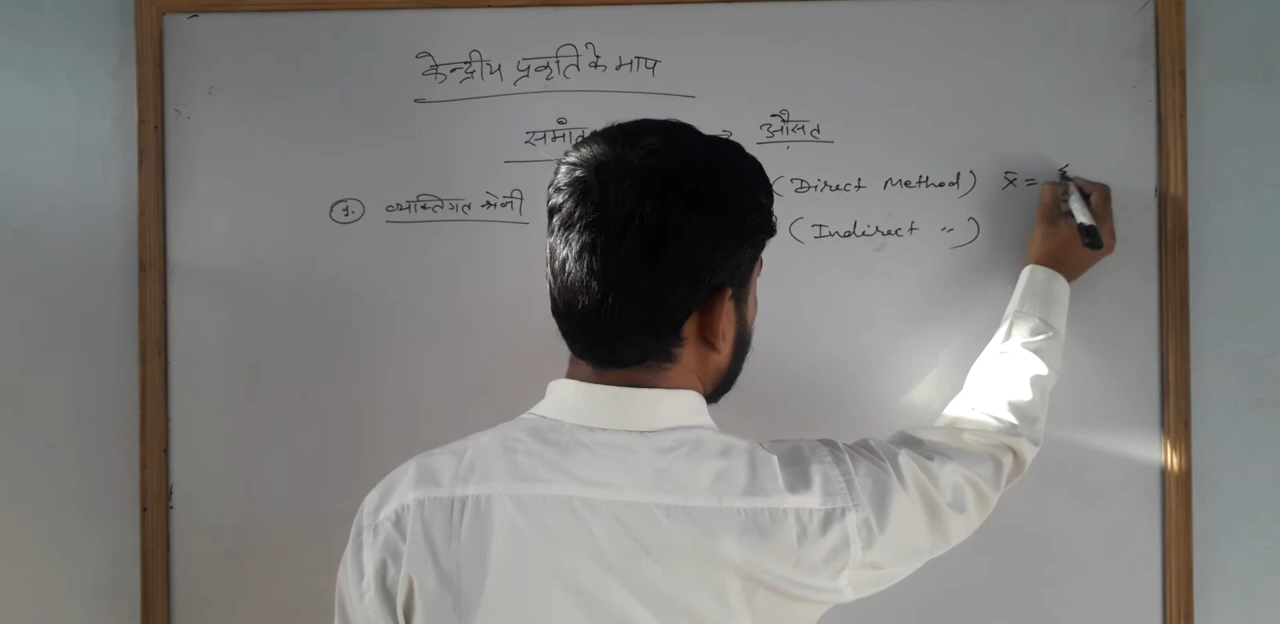 केन्द्रीय प्रवृति के माप
→ औसत
1. व्यक्तिगत श्रेनी (Direct Method) x̄ =
(Indirect ")